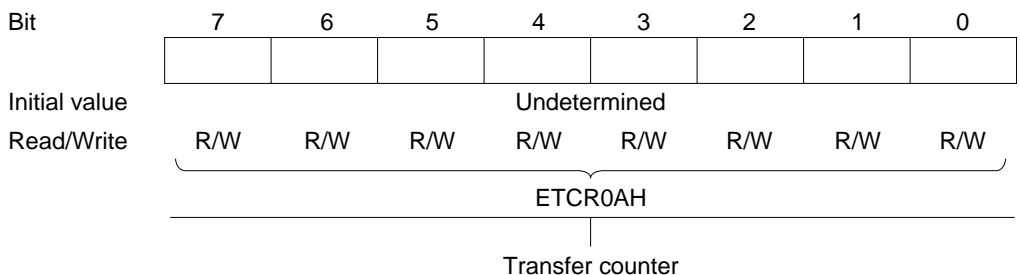 Bit 7 6 5 4 3 2 1 0
Initial value Undetermined
Read/Write R/W R/W R/W R/W R/W R/W R/W R/W
ETCR0AH
Transfer counter